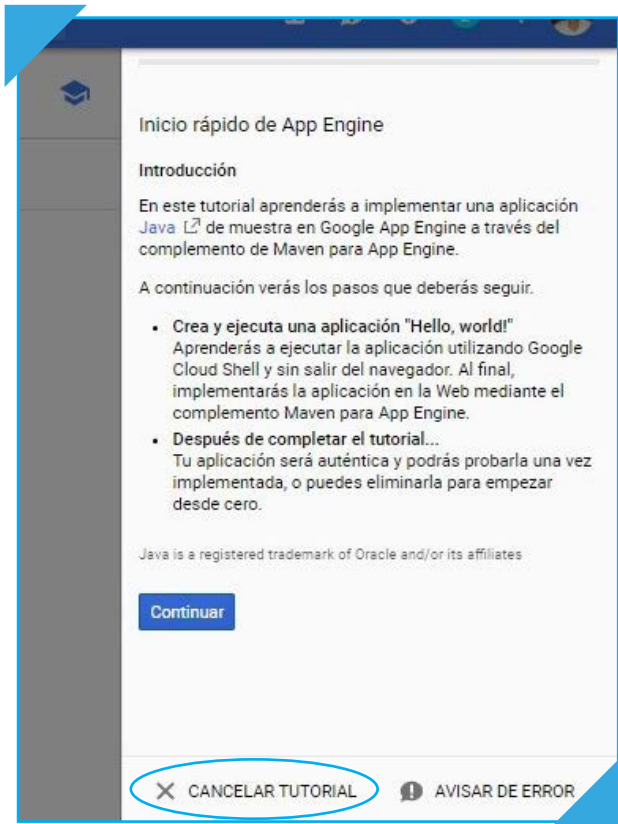 Inicio rápido de App Engine
Introducción
En este tutorial aprenderás a implementar una aplicación
Java de muestra en Google App Engine a través del
complemento de Maven para App Engine.
A continuación verás los pasos que deberás seguir.
• Crea y ejecuta una aplicación "Hello, world!"
Aprenderás a ejecutar la aplicación utilizando Google
Cloud Shell y sin salir del navegador. Al final,
implementarás la aplicación en la Web mediante el
complemento Maven para App Engine.
• Después de completar el tutorial...
Tu aplicación será auténtica y podrás probarla una vez
implementada, o puedes eliminarla para empezar
desde cero.
Java is a registered trademark of Oracle and/or its affiliates
Continuar
CANCELAR TUTORIAL AVISAR DE ERROR